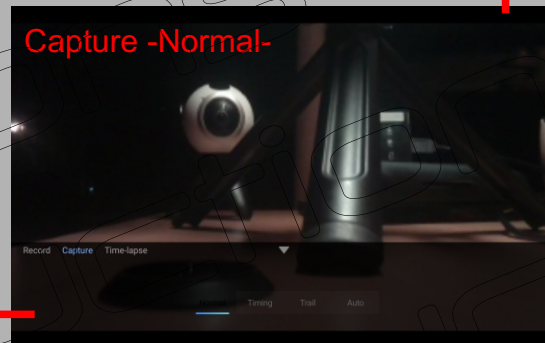 Capture -Normal-
Record Capture Time-lapse
Normal Timing Trail Auto